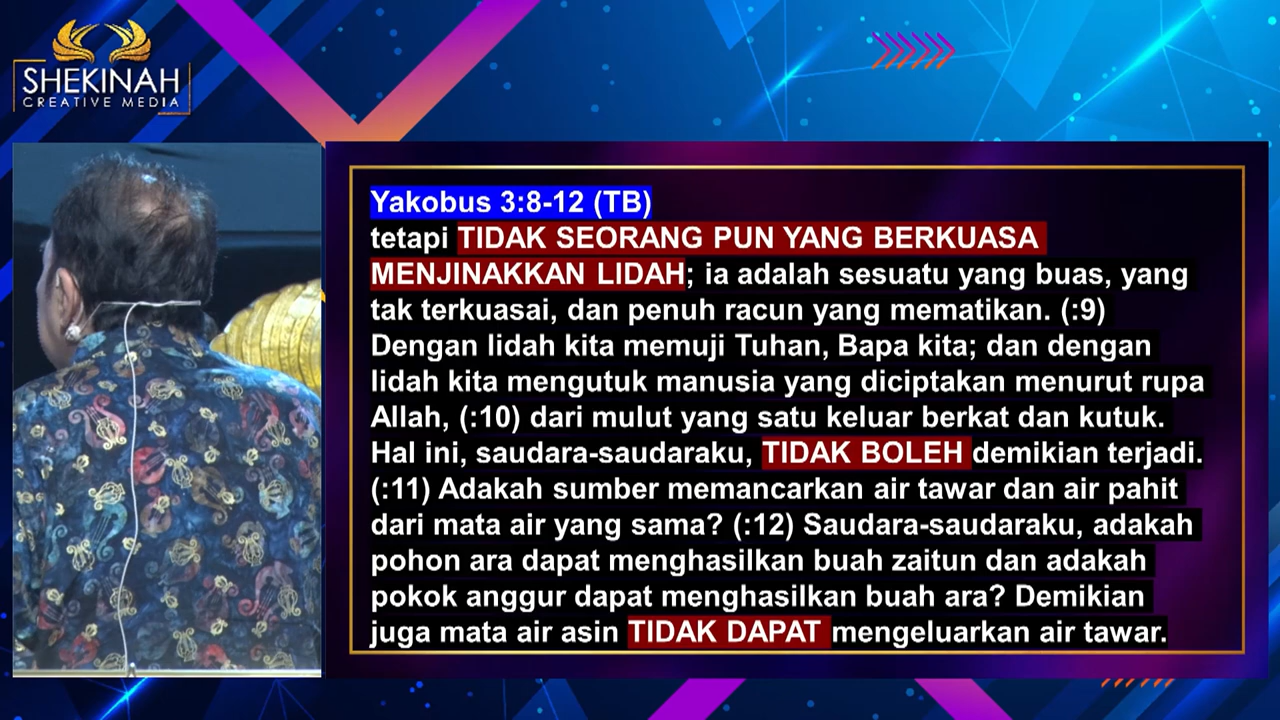 SHEKINAH
CREATIVE MEDIA
Yakobus 3:8-12 (TB)
tetapi TIDAK SEORANG PUN YANG BERKUASA
MENJINAKKAN LIDAH; ia adalah sesuatu yang buas, yang
tak terkuasai, dan penuh racun yang mematikan. (:9)
Dengan lidah kita memuji Tuhan, Bapa kita; dan dengan
lidah kita mengutuk manusia yang diciptakan menurut rupa
Allah, (:10) dari mulut yang satu keluar berkat dan kutuk.
Hal ini, saudara-saudaraku, TIDAK BOLEH demikian terjadi.
(:11) Adakah sumber memancarkan air tawar dan air pahit
dari mata air yang sama? (:12) Saudara-saudaraku, adakah
pohon ara dapat menghasilkan buah zaitun dan adakah
pokok anggur dapat menghasilkan buah ara? Demikian
juga mata air asin TIDAK DAPAT mengeluarkan air tawar.